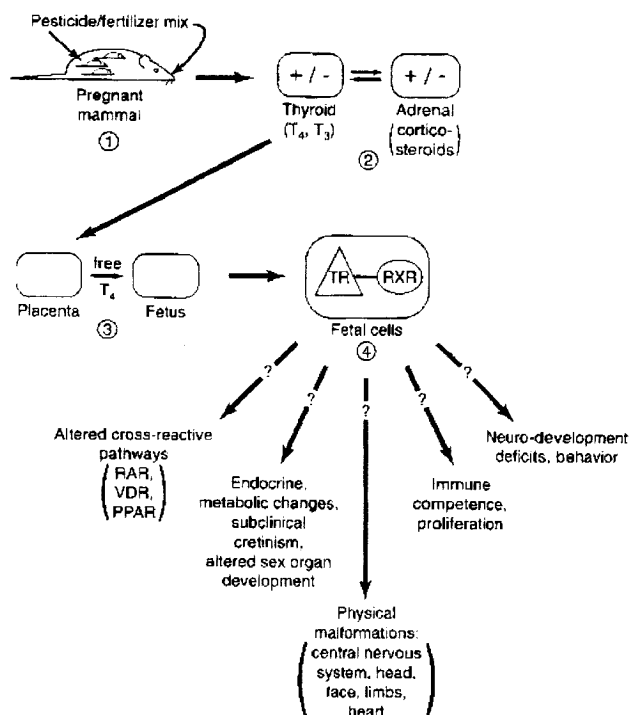 Pesticide/fertilizer mix
Pregnant
mammal
①
+ / -
Thyroid
(T₄, T₃)
②
+ / -
Adrenal
(cortico-
steroids)
Placenta
free
T₄
③
Fetus
TR
RXR
Fetal cells
④
?
?
?
?
?
Altered cross-reactive
pathways
(RAR,
VDR,
PPAR)
Endocrine,
metabolic changes,
subclinical
cretinism,
altered sex organ
development
Physical
malformations:
(central nervous
system, head,
face, limbs,
heart
Immune
competence,
proliferation
Neuro-development
deficits, behavior